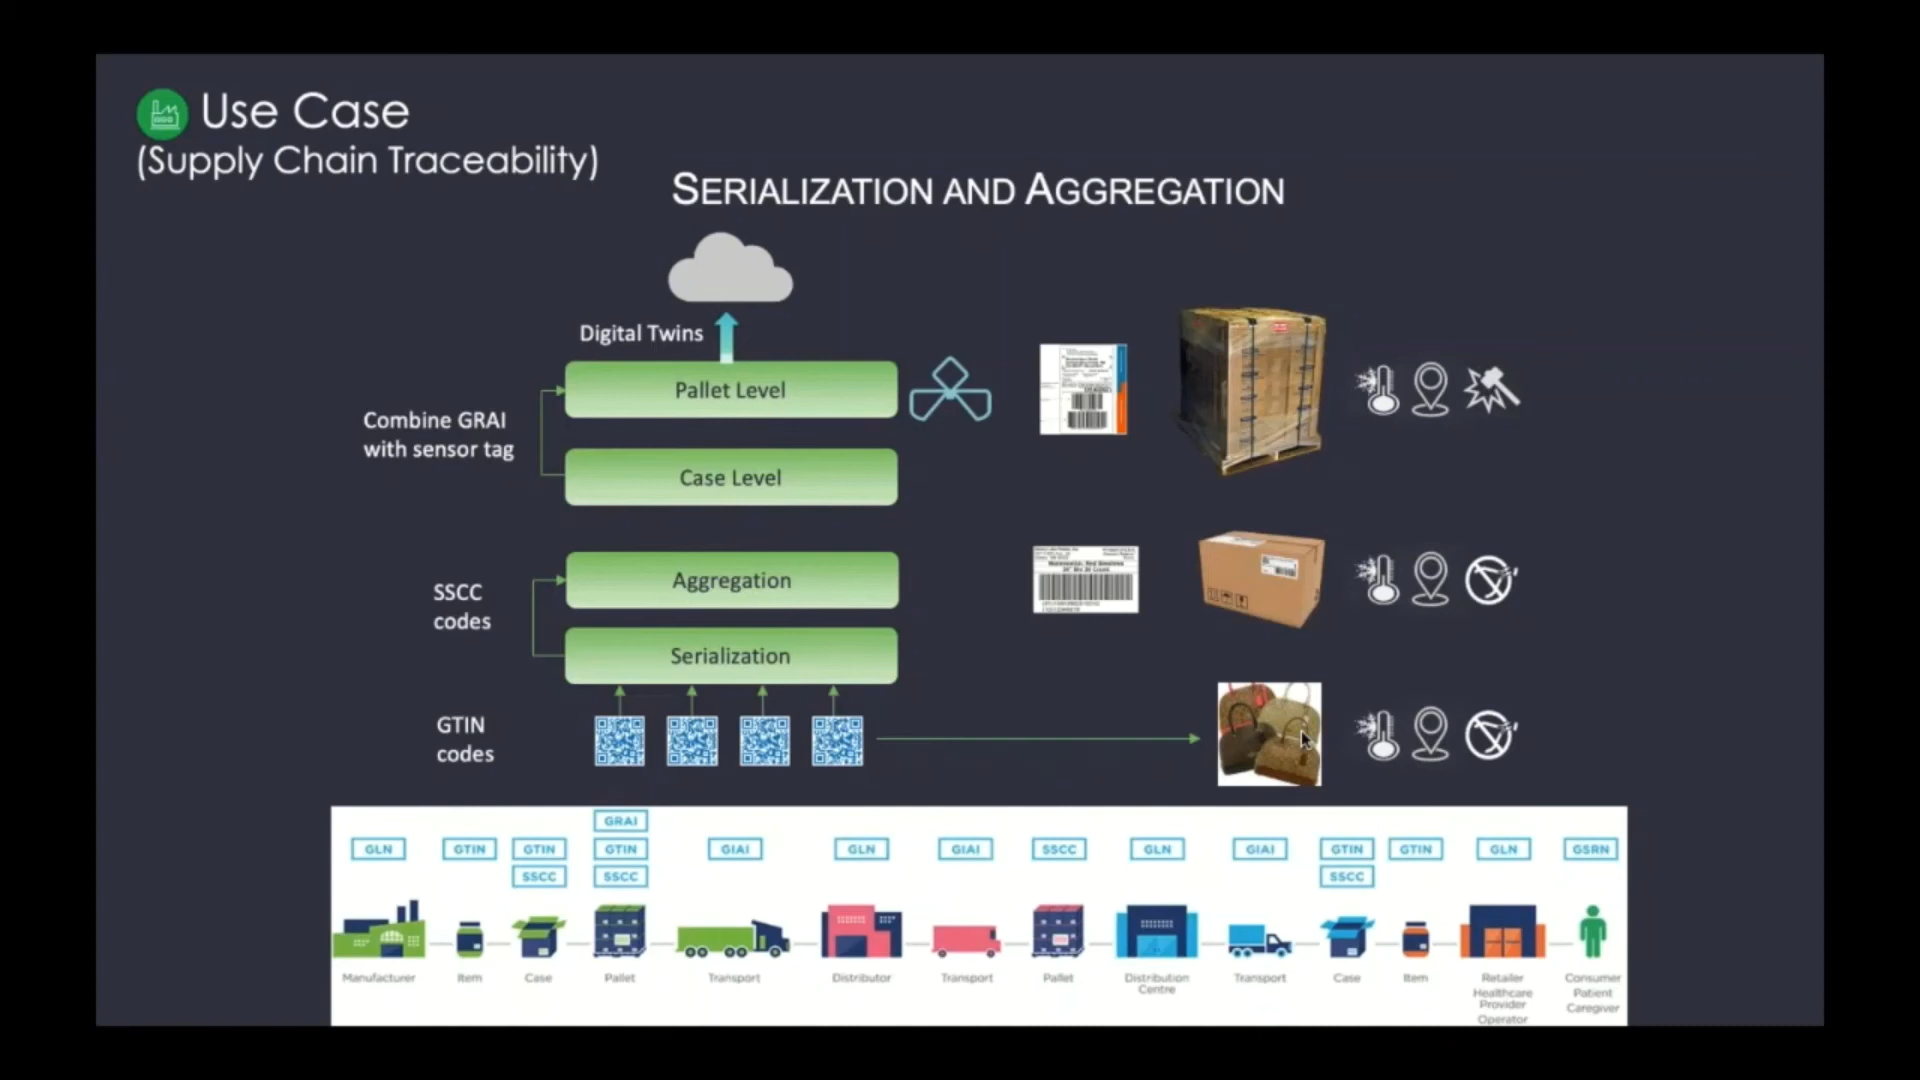 Use Case
(Supply Chain Traceability)
SERIALIZATION AND AGGREGATION
Digital Twins
Pallet Level
Combine GRAI
with sensor tag
Case Level
SSCC
codes
Aggregation
Serialization
GTIN
codes
GRAI
GLN GTIN GTIN GTIN GIAI GLN GIAI SSCC GLN GIAI GTIN GTIN GLN GSRN
SSCC SSCC SSCC
Manufacturer Item Case Pallet Transport Distributor Transport Pallet Distribution Transport Case Item Retailer Consumer
Centre Healthcare Patient
Provider Caregiver
Operator